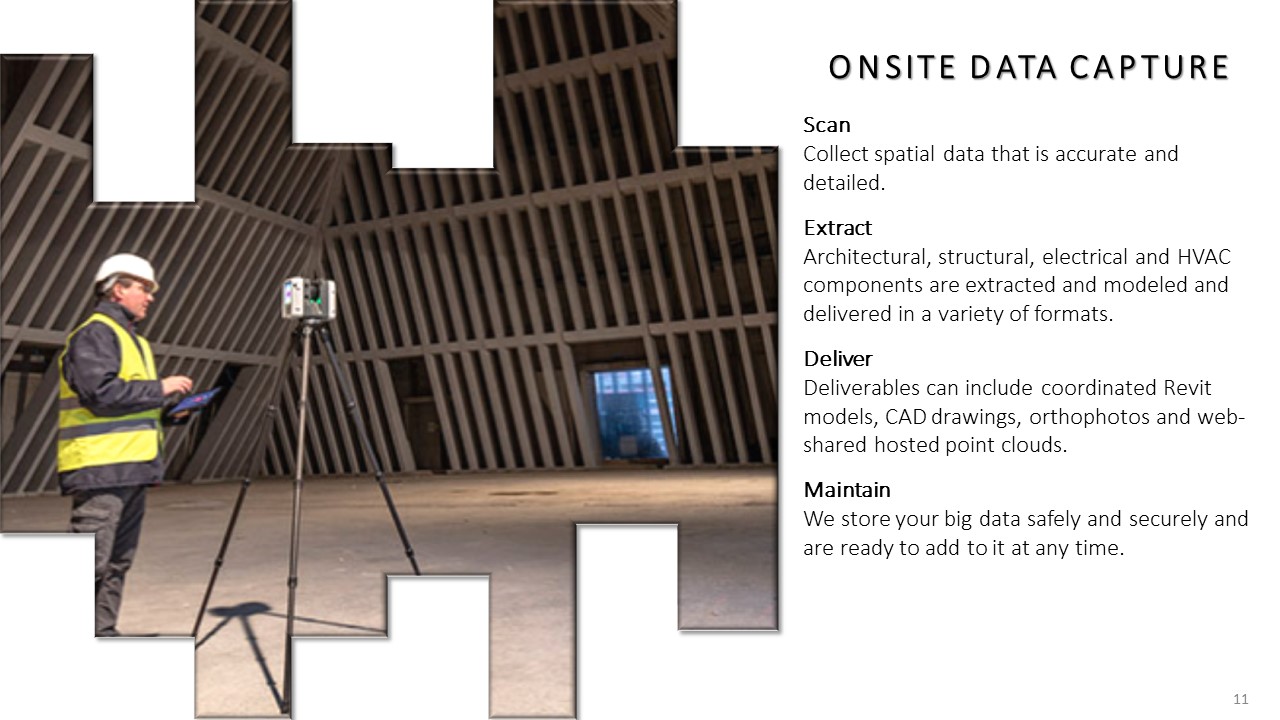 ONSITE DATA CAPTURE
Scan
Collect spatial data that is accurate and
detailed.
Extract
Architectural, structural, electrical and HVAC
components are extracted and modeled and
delivered in a variety of formats.
Deliver
Deliverables can include coordinated Revit
models, CAD drawings, orthophotos and web-
shared hosted point clouds.
Maintain
We store your big data safely and securely and
are ready to add to it at any time.
11